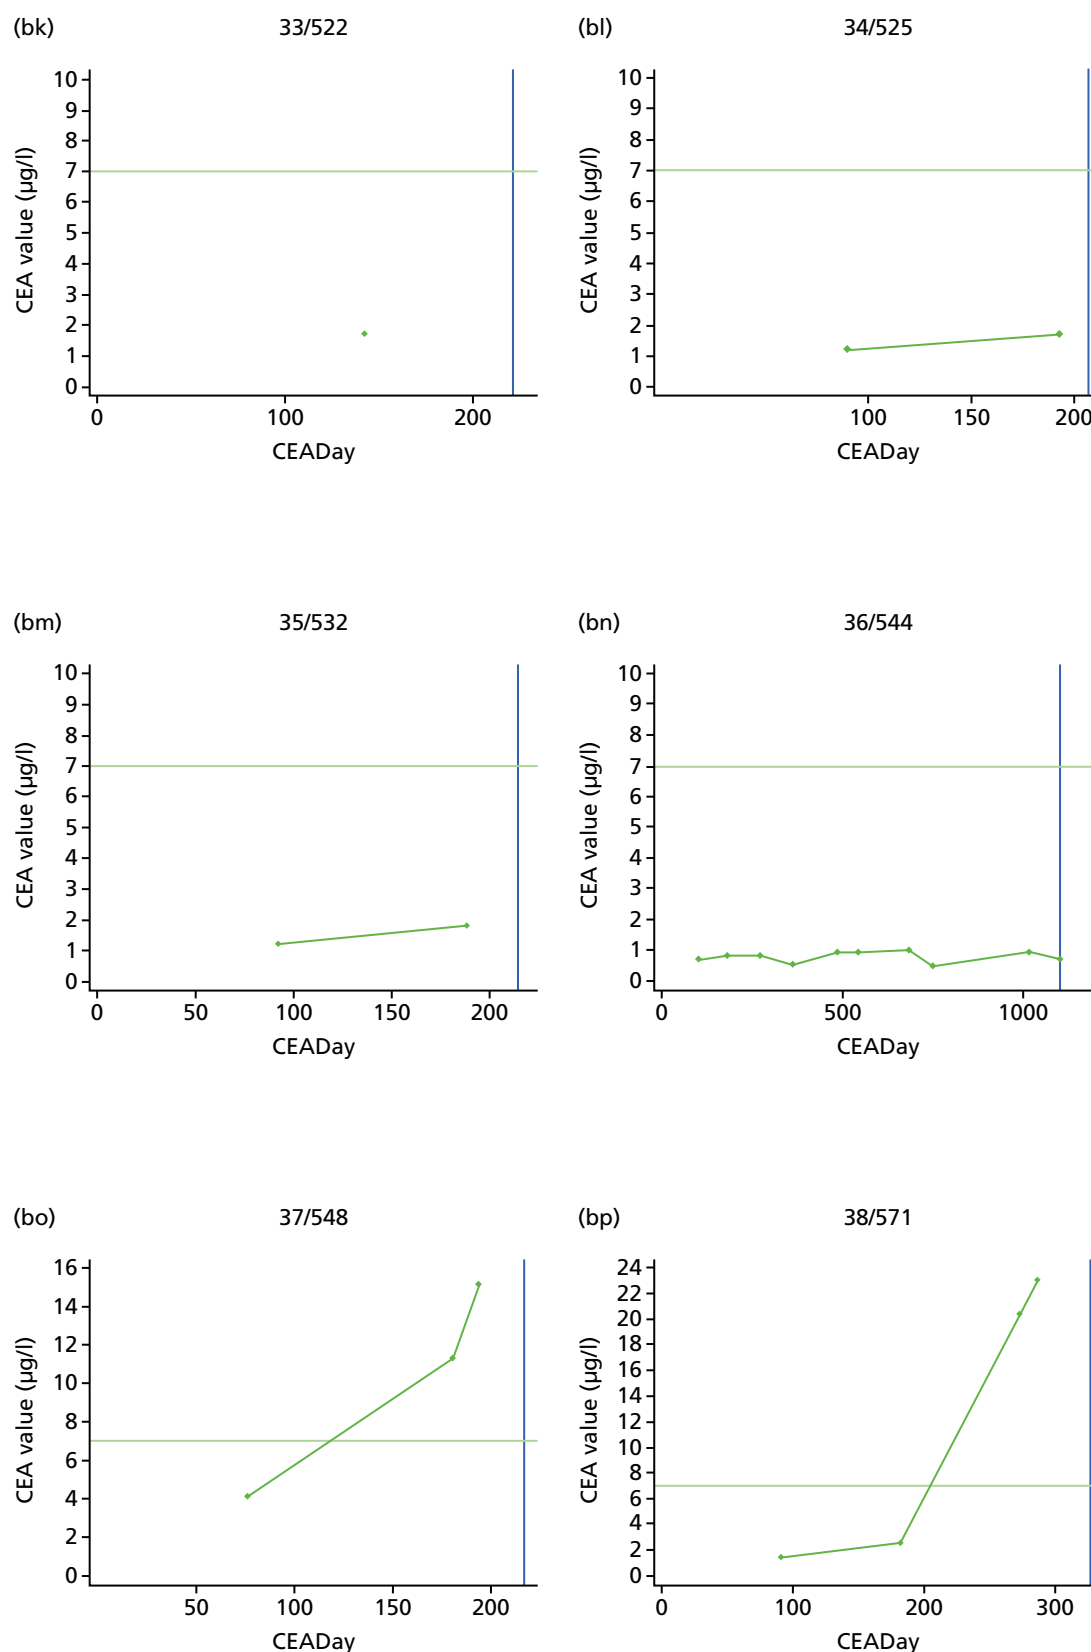 (bk) 33/522
10
9
8
7
6
5
4
3
2
1
0
CEA value (µg/l)
0 100 200
CEADay
(bl) 34/525
10
9
8
7
6
5
4
3
2
1
0
CEA value (µg/l)
100 150 200
CEADay
(bm) 35/532
10
9
8
7
6
5
4
3
2
1
0
CEA value (µg/l)
0 50 100 150 200
CEADay
(bn) 36/544
10
9
8
7
6
5
4
3
2
1
0
CEA value (µg/l)
0 500 1000
CEADay
(bo) 37/548
16
14
12
10
8
6
4
2
0
CEA value (µg/l)
50 100 150 200
CEADay
(bp) 38/571
24
22
20
18
16
14
12
10
8
6
4
2
0
CEA value (µg/l)
0 100 200 300
CEADay